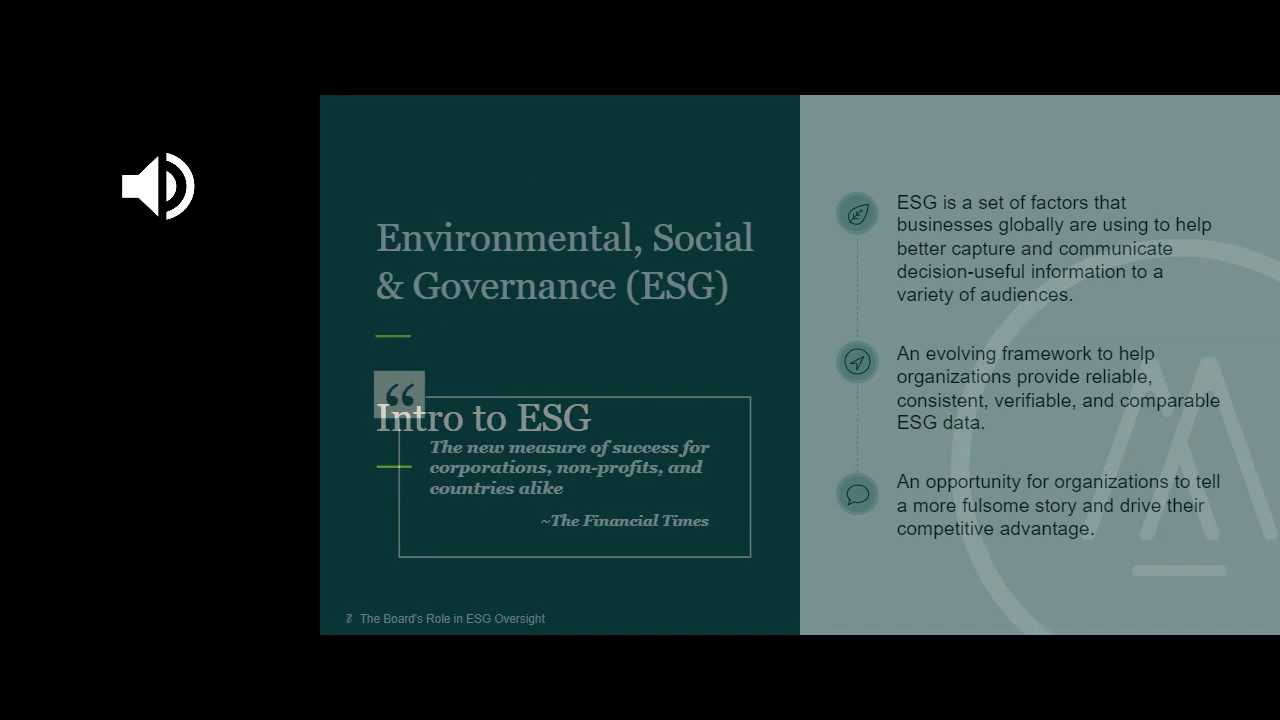 Environmental, Social
& Governance (ESG)
“
Intro to ESG
The new measure of success for
corporations, non-profits, and
countries alike
~The Financial Times
The Board's Role in ESG Oversight
ESG is a set of factors that
businesses globally are using to help
better capture and communicate
decision-useful information to a
variety of audiences.
An evolving framework to help
organizations provide reliable,
consistent, verifiable, and comparable
ESG data.
An opportunity for organizations to tell
a more fulsome story and drive their
competitive advantage.